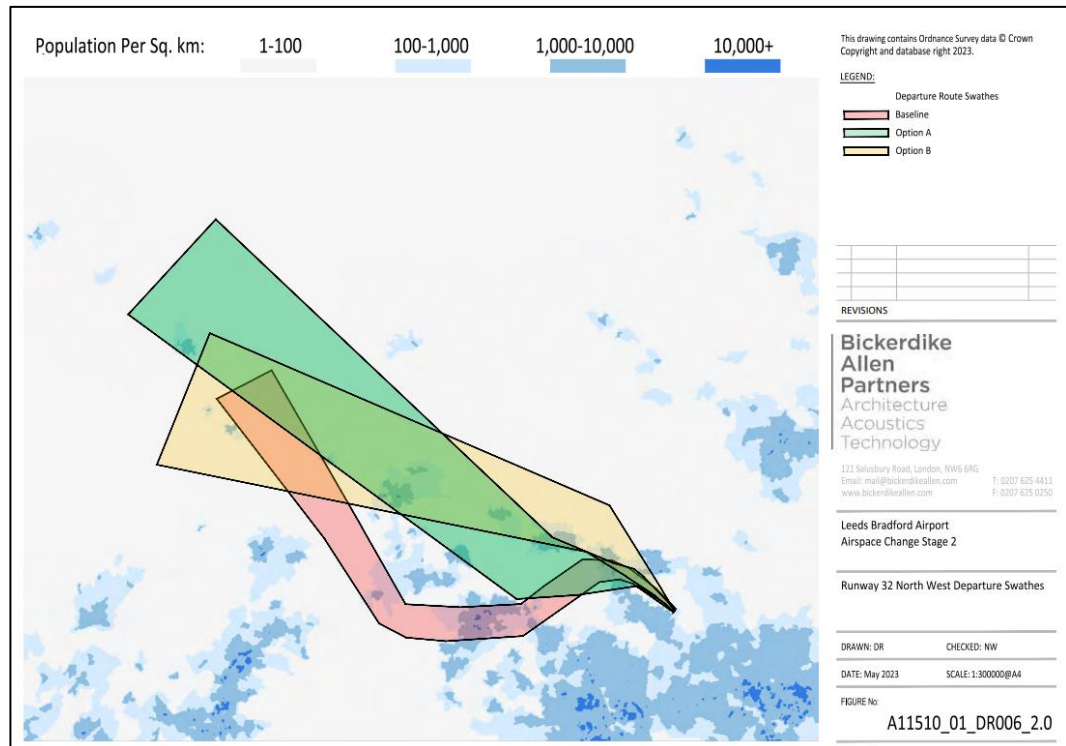 Population Per Sq. km: 1-100 100-1,000 1,000-10,000 10,000+
This drawing contains Ordnance Survey data © Crown
Copyright and database right 2023.
LEGEND:
Departure Route Swathes
Baseline
Option A
Option B
REVISIONS
Bickerdike
Allen
Partners
Architecture
Acoustics
Technology
121 Salusbury Road, London, NW6 6RG
Email: mail@bickerdikeallen.com T: 0207 625 4411
www.bickerdikeallen.com F: 0207 625 0250
Leeds Bradford Airport
Airspace Change Stage 2
Runway 32 North West Departure Swathes
DRAWN: DR CHECKED: NW
DATE: May 2023 SCALE: 1:300000@A4
FIGURE No:
A11510_01_DR006_2.0